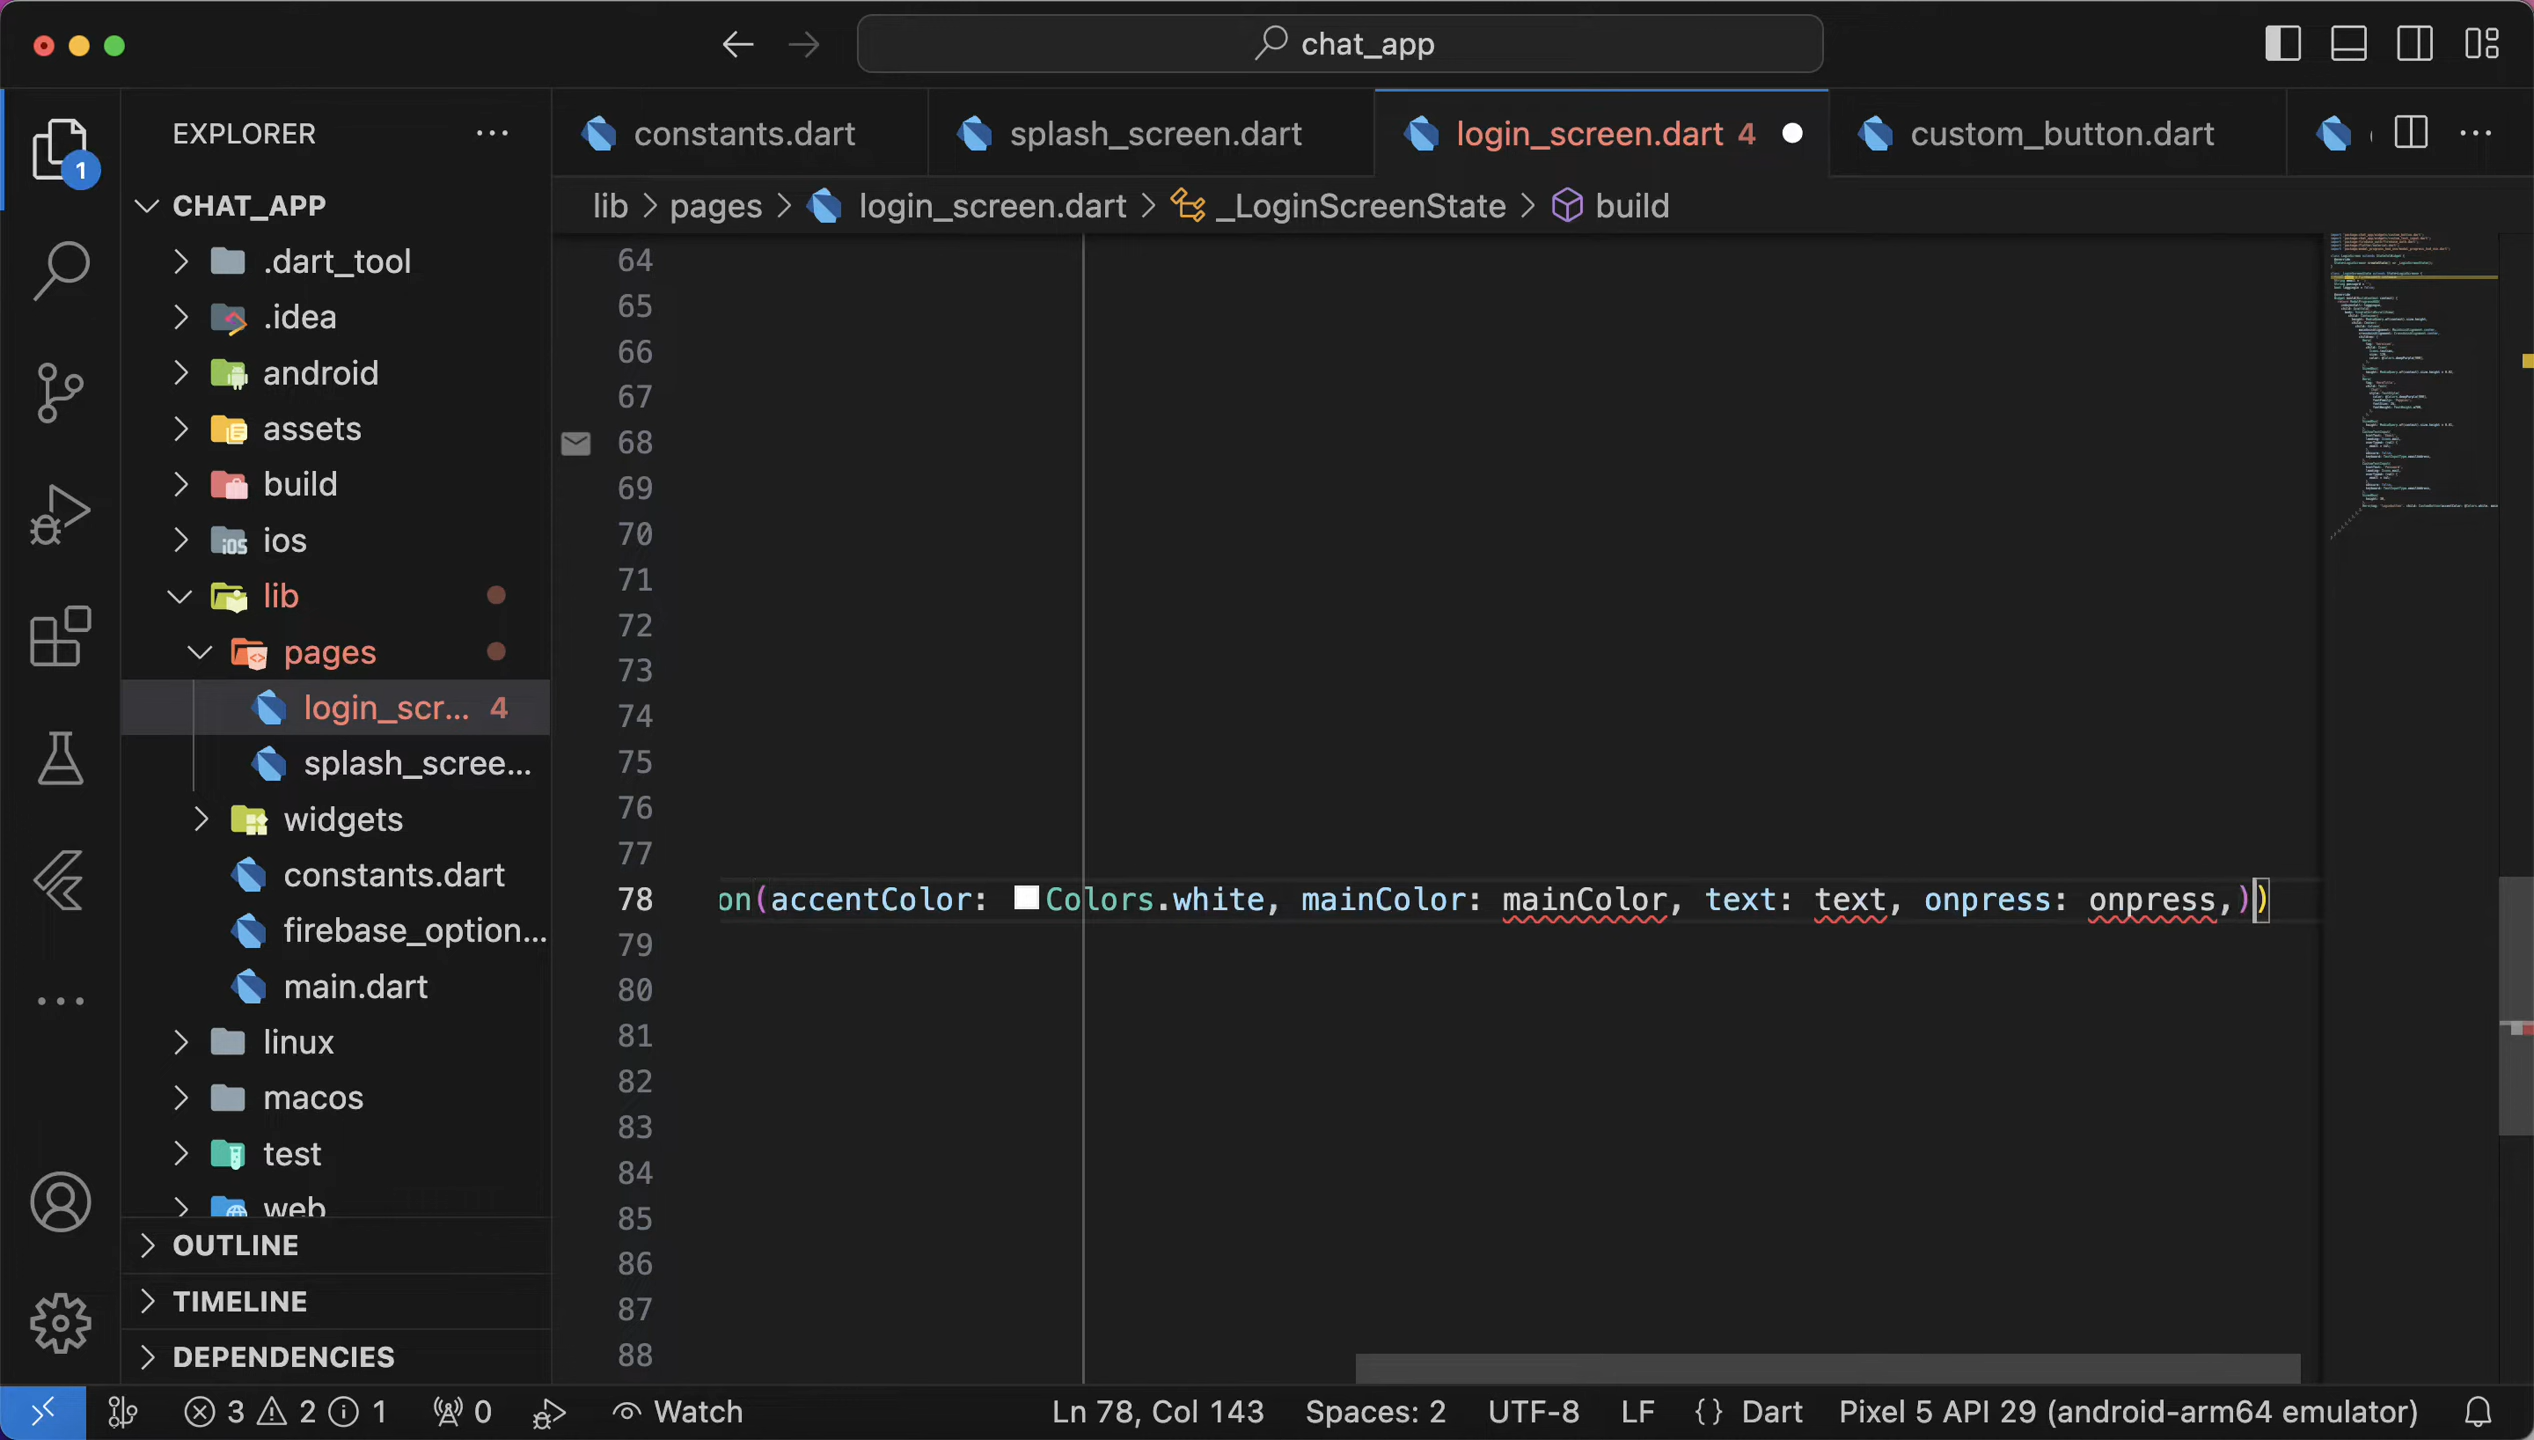 chat_app
EXPLORER
1
CHAT_APP
.dart_tool
.idea
android
assets
build
ios
lib
pages
login_scr... 4
splash_scree...
widgets
constants.dart
firebase_option...
main.dart
linux
macos
test
web
OUTLINE
TIMELINE
DEPENDENCIES
constants.dart
splash_screen.dart
login_screen.dart 4
custom_button.dart
lib > pages > login_screen.dart > _LoginScreenState > build
64
65
66
67
68
69
70
71
72
73
74
75
76
77
78 on(accentColor: Colors.white, mainColor: mainColor, text: text, onpress: onpress,))
79
80
81
82
83
84
85
86
87
88
3 2 1 0 Watch Ln 78, Col 143 Spaces: 2 UTF-8 LF {} Dart Pixel 5 API 29 (android-arm64 emulator)